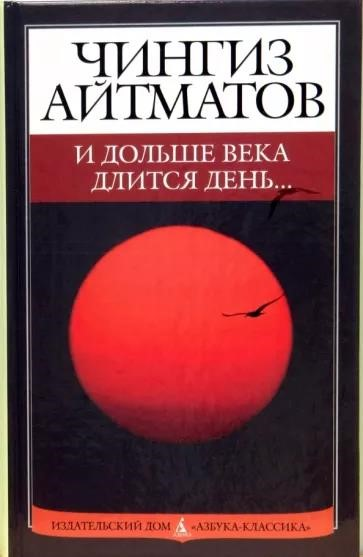 ЧИНГИЗ
АЙТМАТОВ
И ДОЛЬШЕ ВЕКА
ДЛИТСЯ ДЕНЬ...
ИЗДАТЕЛЬСКИЙ ДОМ «АЗБУКА-КЛАССИКА»